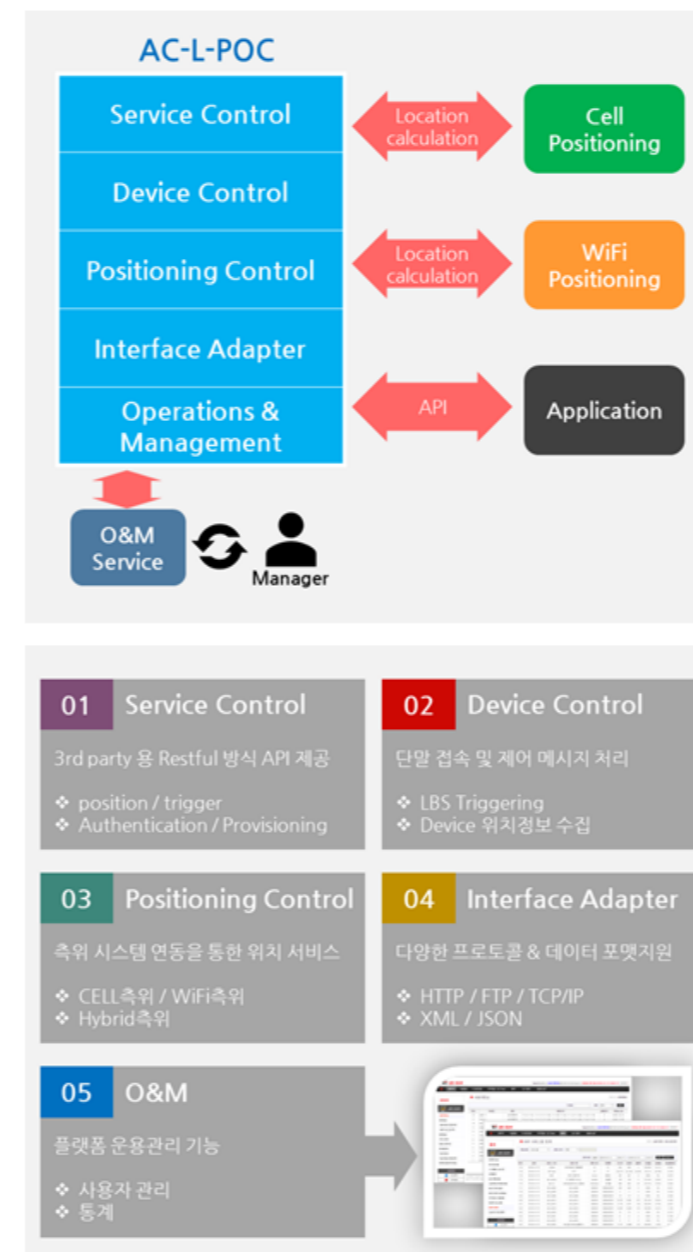 AC-L-POC
Service Control
Device Control
Positioning Control
Interface Adapter
Operations &
Management
Location
calculation
Cell
Positioning
Location
calculation
WiFi
Positioning
API
Application
O&M
Service
Manager
01 Service Control
3rd party 용 Restful 방식 API 제공
❖ position / trigger
❖ Authentication / Provisioning
02 Device Control
단말 접속 및 제어 메시지 처리
❖ LBS Triggering
❖ Device 위치정보 수집
03 Positioning Control
측위 시스템 연동을 통한 위치 서비스
❖ CELL측위 / WiFi측위
❖ Hybrid측위
04 Interface Adapter
다양한 프로토콜 & 데이터 포맷지원
❖ HTTP / FTP / TCP/IP
❖ XML / JSON
05 O&M
플랫폼 운용관리 기능
❖ 사용자 관리
❖ 통계